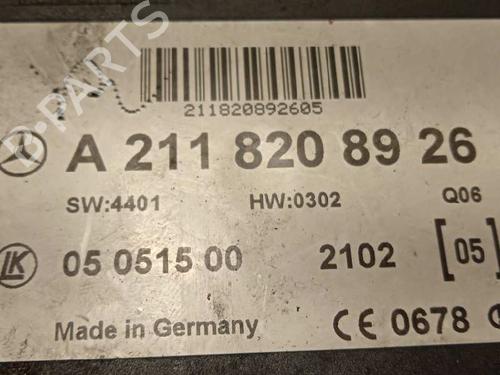 B-PARTS
211820892605
A 211 820 89 26
SW:4401 HW:0302 Q06
LK 05 0515 00 2102 [05]
Made in Germany CE 0678